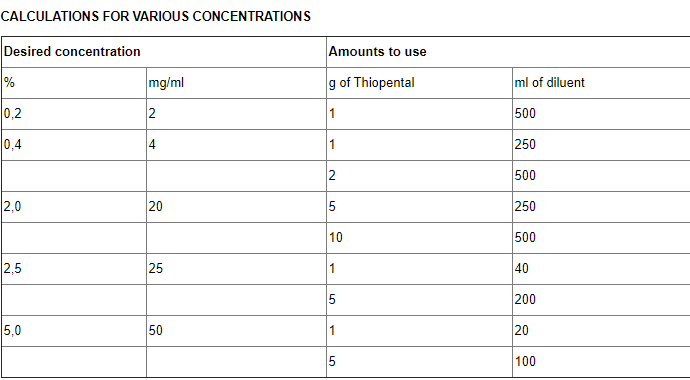 CALCULATIONS FOR VARIOUS CONCENTRATIONS
Desired concentration Amounts to use
% mg/ml g of Thiopental ml of diluent
0,2 2 1 500
0,4 4 1 250
2 500
2,0 20 5 250
10 500
2,5 25 1 40
5 200
5,0 50 1 20
5 100